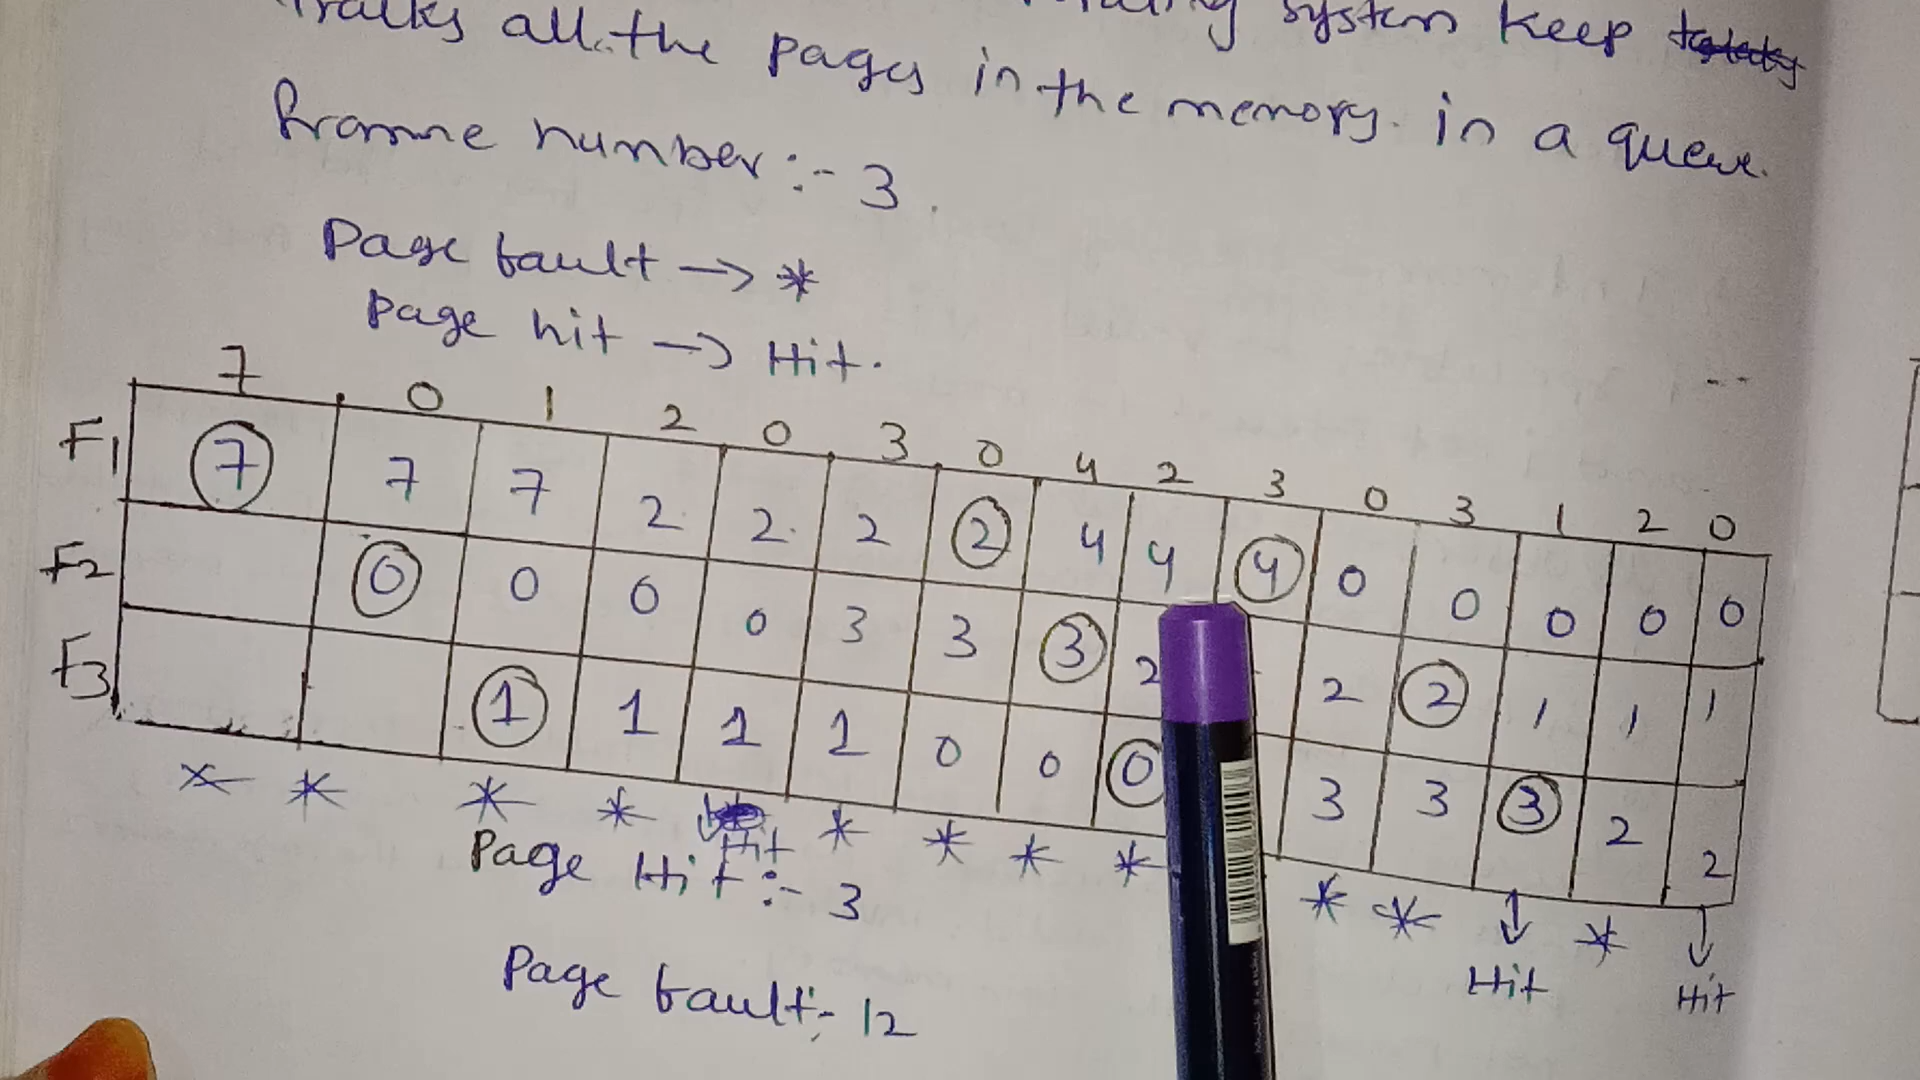 Tralks all the pages in the memory. in a queue.
system keep
frame number :- 3.
Page fault → *
Page hit → Hit.
7 0 1 2 0 3 0 4 2 3 0 3 1 2 0
F1 7 7 7 2 2 2 2 4 4 4 0 0 0 0 0
F2 0 0 0 0 3 3 3 2 2 2 1 1 1
F3 1 1 1 1 0 0 0 3 3 3 2 2
* * * * Hit * * * * * * Hit * Hit
Page Hit :- 3
Page fault:- 12